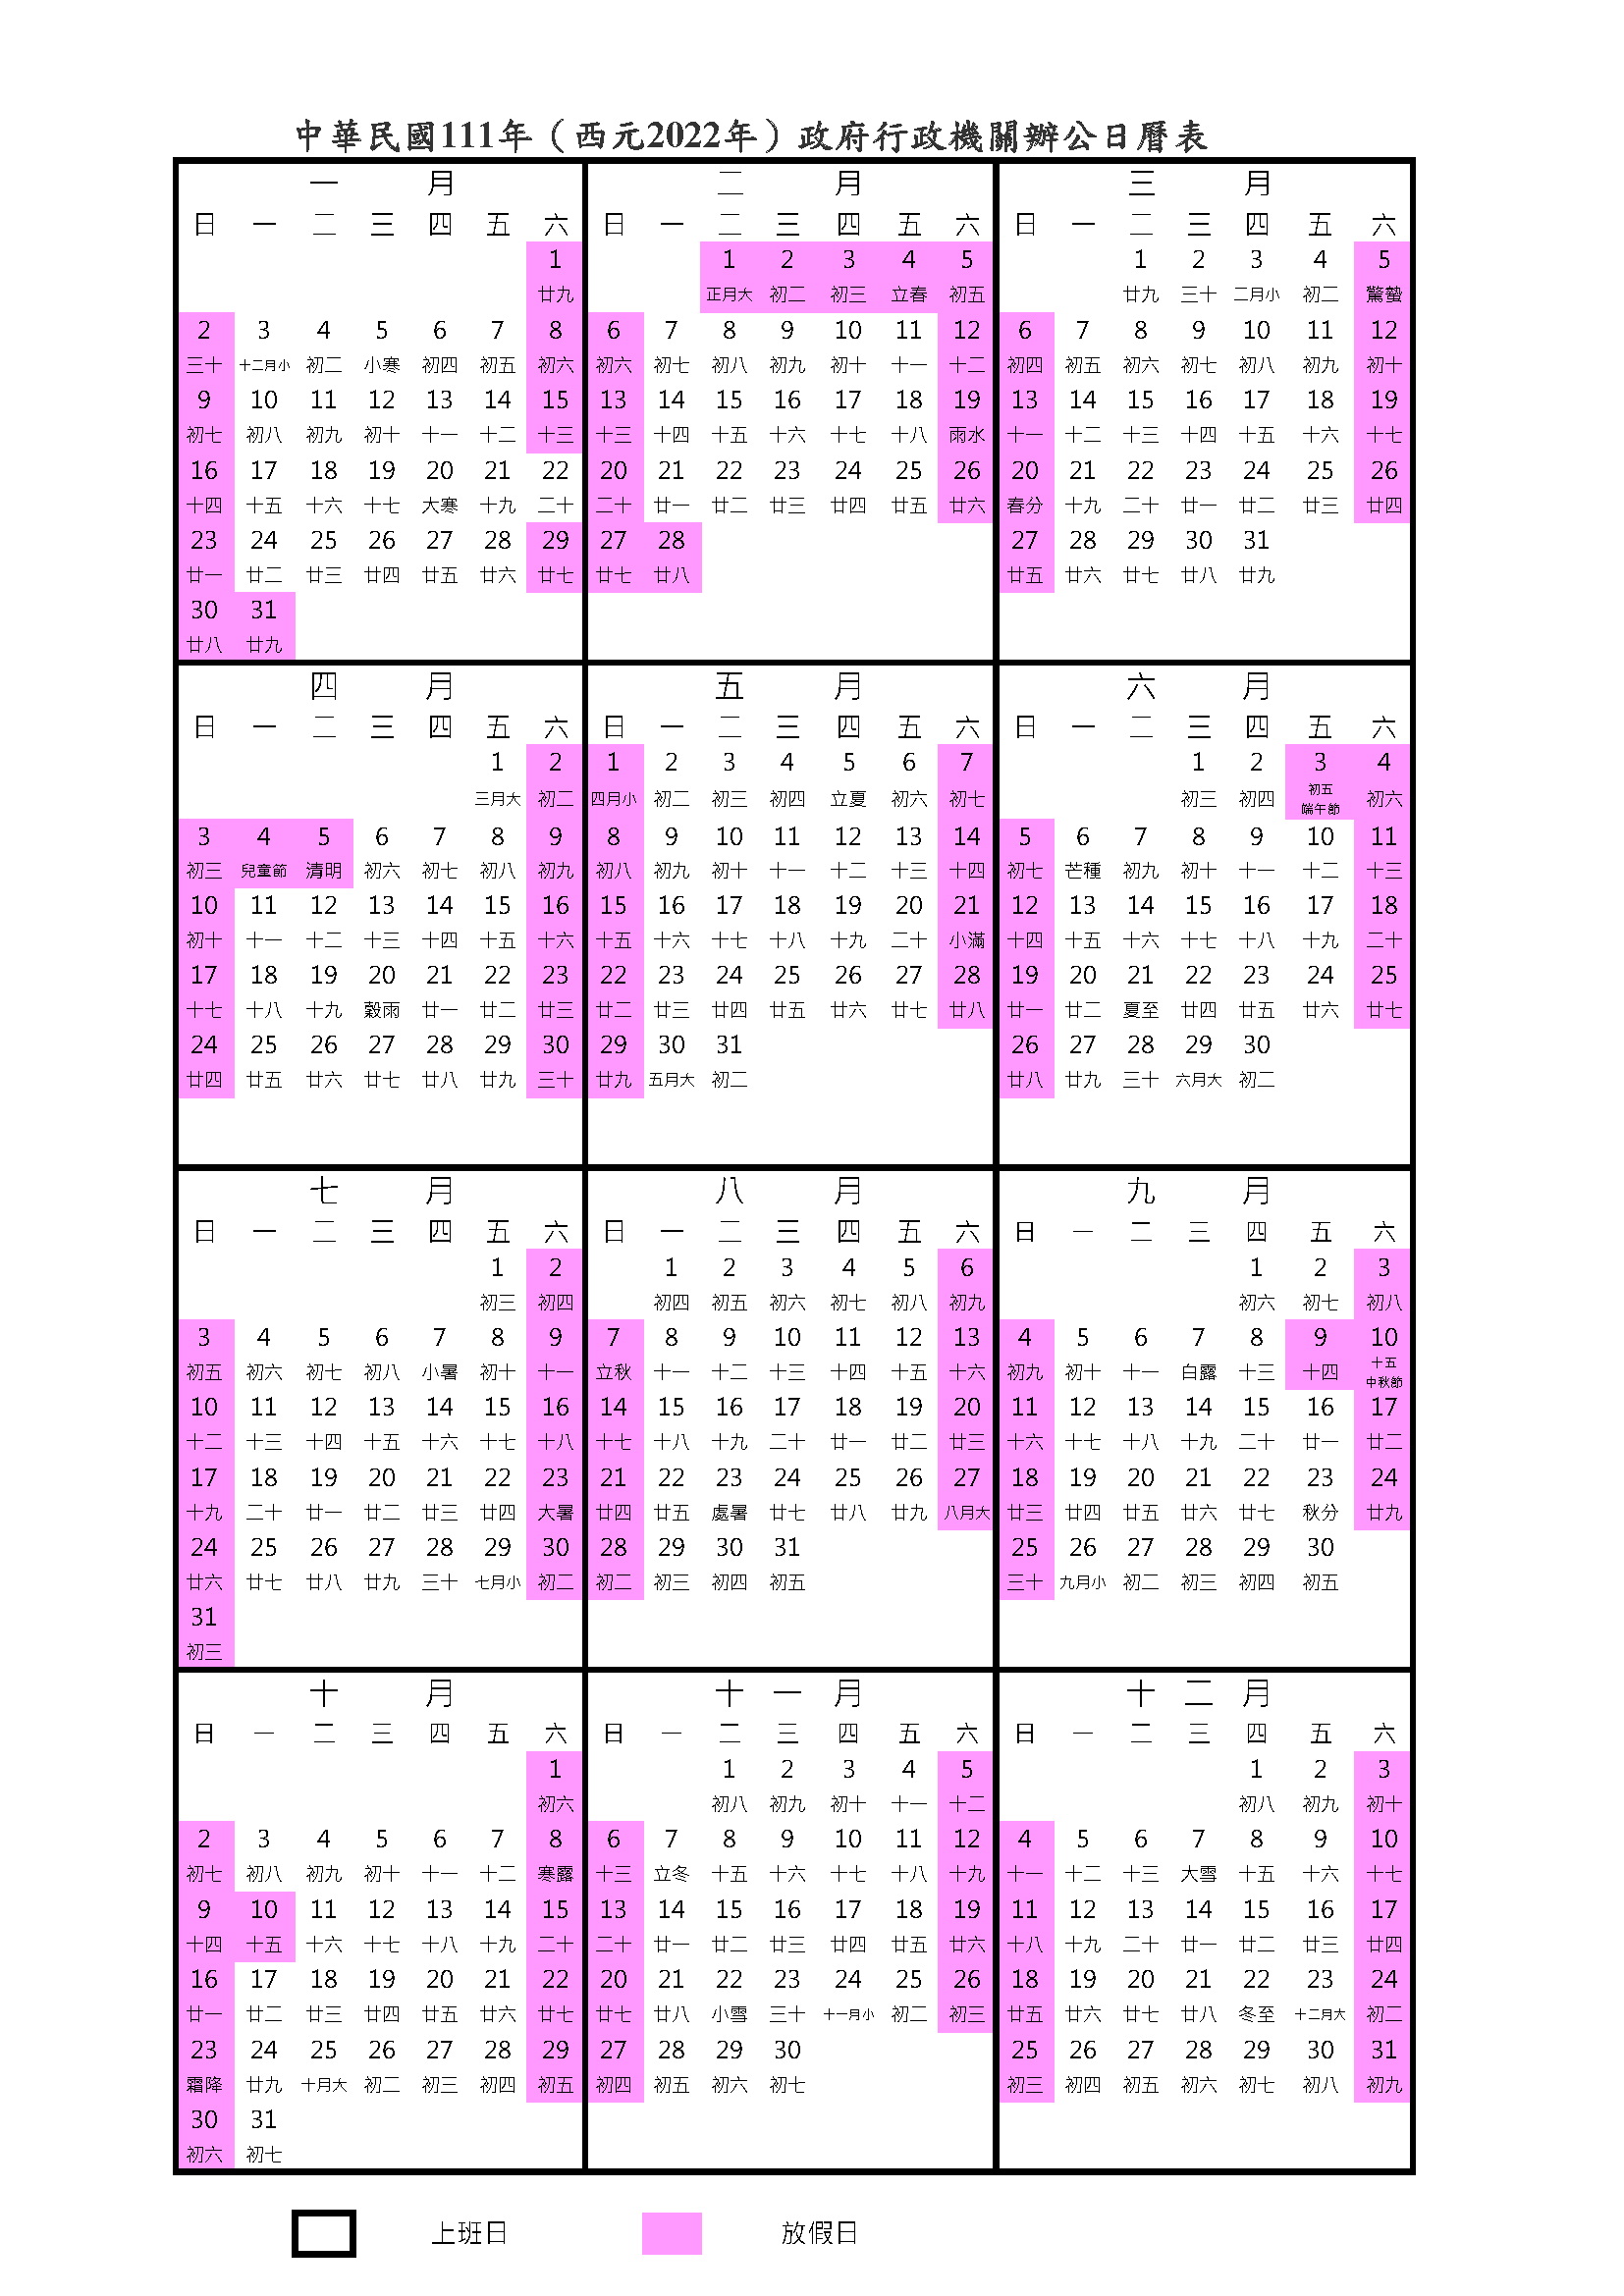 中華民國111年（西元2022年）政府行政機關辦公日曆表
一 月 二 月 三 月
日 一 二 三 四 五 六 日 一 二 三 四 五 六 日 一 二 三 四 五 六
1 1 2 3 4 5 1 2 3 4 5
廿九 正月大 初二 初三 立春 初五 廿九 三十 二月小 初二 驚蟄
2 3 4 5 6 7 8 6 7 8 9 10 11 12 6 7 8 9 10 11 12
三十 十二月小 初二 小寒 初四 初五 初六 初六 初七 初八 初九 初十 十一 十二 初四 初五 初六 初七 初八 初九 初十
9 10 11 12 13 14 15 13 14 15 16 17 18 19 13 14 15 16 17 18 19
初七 初八 初九 初十 十一 十二 十三 十三 十四 十五 十六 十七 十八 雨水 十一 十二 十三 十四 十五 十六 十七
16 17 18 19 20 21 22 20 21 22 23 24 25 26 20 21 22 23 24 25 26
十四 十五 十六 十七 大寒 十九 二十 二十 廿一 廿二 廿三 廿四 廿五 廿六 春分 十九 二十 廿一 廿二 廿三 廿四
23 24 25 26 27 28 29 27 28 27 28 29 30 31
廿一 廿二 廿三 廿四 廿五 廿六 廿七 廿七 廿八 廿五 廿六 廿七 廿八 廿九
30 31
廿八 廿九
四 月 五 月 六 月
日 一 二 三 四 五 六 日 一 二 三 四 五 六 日 一 二 三 四 五 六
1 2 1 2 3 4 5 6 7 1 2 3 4
三月大 初二 四月小 初二 初三 初四 立夏 初六 初七 初三 初四 初五 端午節 初六
3 4 5 6 7 8 9 8 9 10 11 12 13 14 5 6 7 8 9 10 11
初三 兒童節 清明 初六 初七 初八 初九 初八 初九 初十 十一 十二 十三 十四 初七 芒種 初九 初十 十一 十二 十三
10 11 12 13 14 15 16 15 16 17 18 19 20 21 12 13 14 15 16 17 18
初十 十一 十二 十三 十四 十五 十六 十五 十六 十七 十八 十九 二十 小滿 十四 十五 十六 十七 十八 十九 二十
17 18 19 20 21 22 23 22 23 24 25 26 27 28 19 20 21 22 23 24 25
十七 十八 十九 穀雨 廿一 廿二 廿三 廿二 廿三 廿四 廿五 廿六 廿七 廿八 廿一 廿二 夏至 廿四 廿五 廿六 廿七
24 25 26 27 28 29 30 29 30 31 26 27 28 29 30
廿四 廿五 廿六 廿七 廿八 廿九 三十 廿九 五月大 初二 廿八 廿九 三十 六月大 初二
七 月 八 月 九 月
日 一 二 三 四 五 六 日 一 二 三 四 五 六 日 一 二 三 四 五 六
1 2 1 2 3 4 5 6 1 2 3
初三 初四 初四 初五 初六 初七 初八 初九 初六 初七 初八
3 4 5 6 7 8 9 7 8 9 10 11 12 13 4 5 6 7 8 9 10
初五 初六 初七 初八 小暑 初十 十一 立秋 十一 十二 十三 十四 十五 十六 初九 初十 十一 白露 十三 十四 十五 中秋節
10 11 12 13 14 15 16 14 15 16 17 18 19 20 11 12 13 14 15 16 17
十二 十三 十四 十五 十六 十七 十八 十七 十八 十九 二十 廿一 廿二 廿三 十六 十七 十八 十九 二十 廿一 廿二
17 18 19 20 21 22 23 21 22 23 24 25 26 27 18 19 20 21 22 23 24
十九 二十 廿一 廿二 廿三 廿四 大暑 廿四 廿五 處暑 廿七 廿八 廿九 八月大 廿三 廿四 廿五 廿六 廿七 秋分 廿九
24 25 26 27 28 29 30 28 29 30 31 25 26 27 28 29 30
廿六 廿七 廿八 廿九 三十 七月小 初二 初二 初三 初四 初五 三十 九月小 初二 初三 初四 初五
31
初三
十 月 十 一 月 十 二 月
日 一 二 三 四 五 六 日 一 二 三 四 五 六 日 一 二 三 四 五 六
1 1 2 3 4 5 1 2 3
初六 初八 初九 初十 十一 十二 初八 初九 初十
2 3 4 5 6 7 8 6 7 8 9 10 11 12 4 5 6 7 8 9 10
初七 初八 初九 初十 十一 十二 寒露 十三 立冬 十五 十六 十七 十八 十九 十一 十二 十三 大雪 十五 十六 十七
9 10 11 12 13 14 15 13 14 15 16 17 18 19 11 12 13 14 15 16 17
十四 十五 十六 十七 十八 十九 二十 二十 廿一 廿二 廿三 廿四 廿五 廿六 十八 十九 二十 廿一 廿二 廿三 廿四
16 17 18 19 20 21 22 20 21 22 23 24 25 26 18 19 20 21 22 23 24
廿一 廿二 廿三 廿四 廿五 廿六 廿七 廿七 廿八 小雪 三十 十一月小 初二 初三 廿五 廿六 廿七 廿八 冬至 十二月大 初二
23 24 25 26 27 28 29 27 28 29 30 25 26 27 28 29 30 31
霜降 廿九 十月大 初二 初三 初四 初五 初四 初五 初六 初七 初三 初四 初五 初六 初七 初八 初九
30 31
初六 初七
上班日 放假日